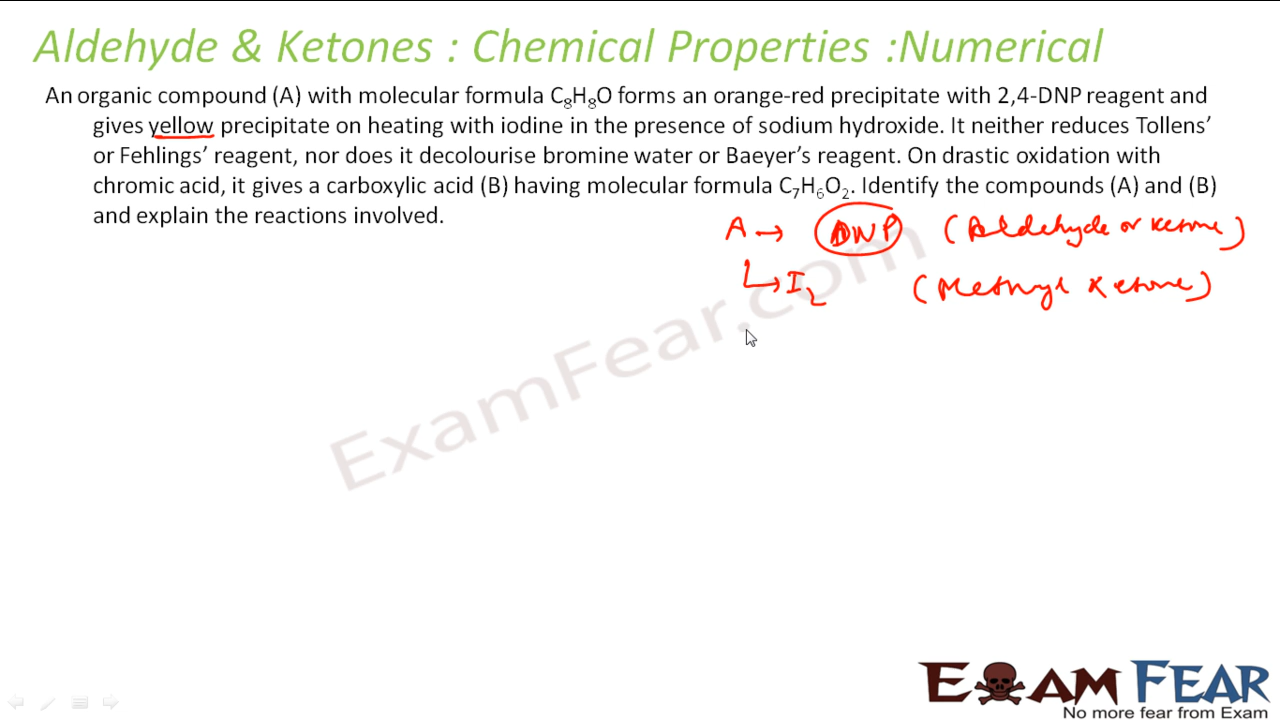 Aldehyde & Ketones : Chemical Properties :Numerical
An organic compound (A) with molecular formula C₈H₈O forms an orange-red precipitate with 2,4-DNP reagent and
gives yellow precipitate on heating with iodine in the presence of sodium hydroxide. It neither reduces Tollens’
or Fehlings’ reagent, nor does it decolourise bromine water or Baeyer’s reagent. On drastic oxidation with
chromic acid, it gives a carboxylic acid (B) having molecular formula C₇H₆O₂. Identify the compounds (A) and (B)
and explain the reactions involved.
A → DNP (Aldehyde or Ketone)
↳ I₂ (Methyl Ketone)
ExamFear.com
EXAM FEAR
No more fear from Exam